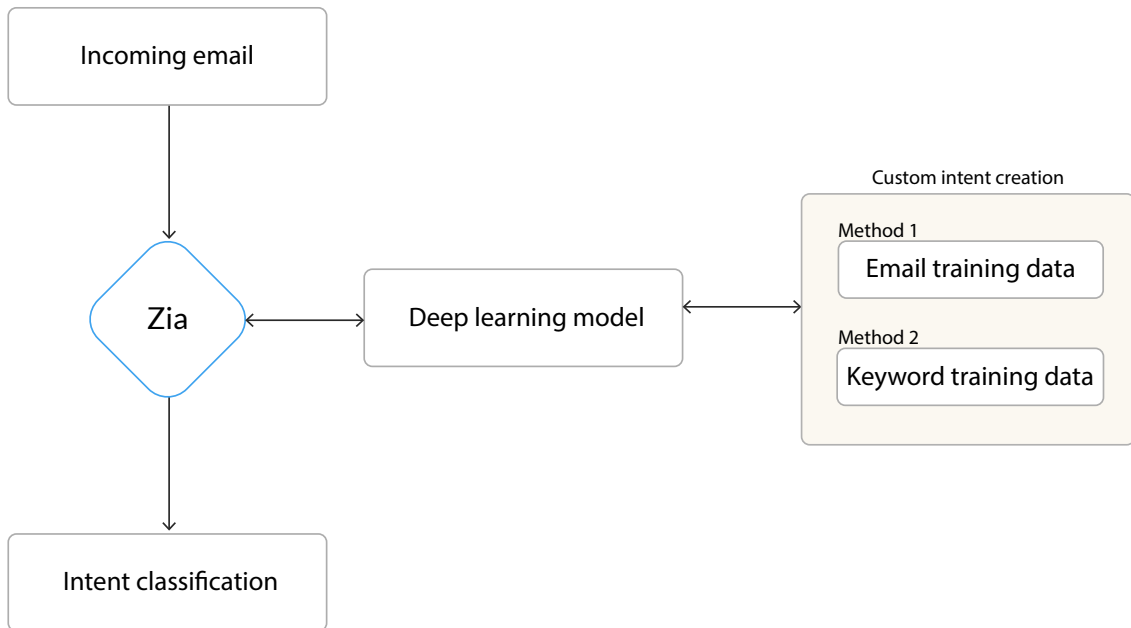 Incoming email
Custom intent creation
Method 1
Email training data
Zia
Deep learning model
Method 2
Keyword training data
Intent classification